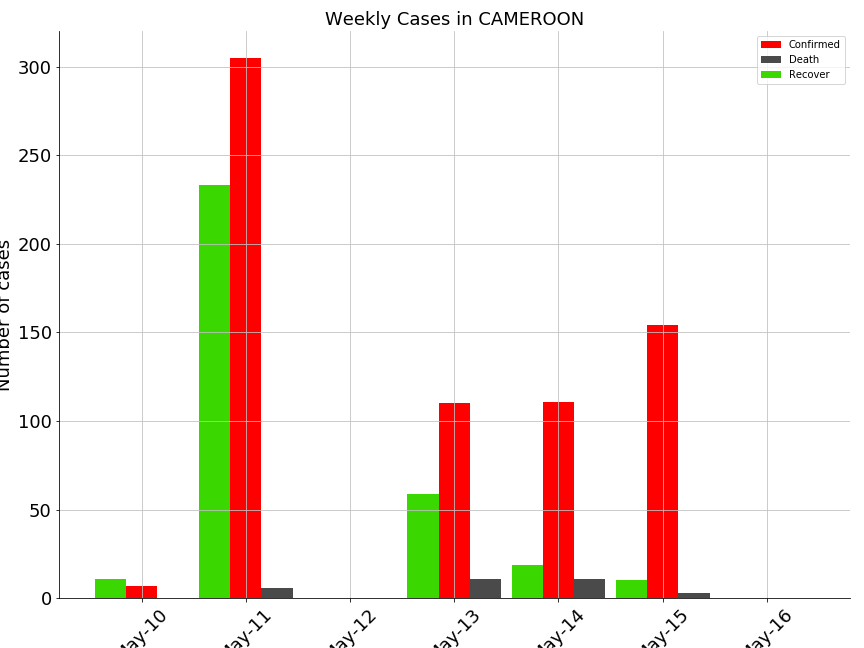 Weekly Cases in CAMEROON
Confirmed
Death
Recover
Number of cases
300
250
200
150
100
50
0
May-10
May-11
May-12
May-13
May-14
May-15
May-16